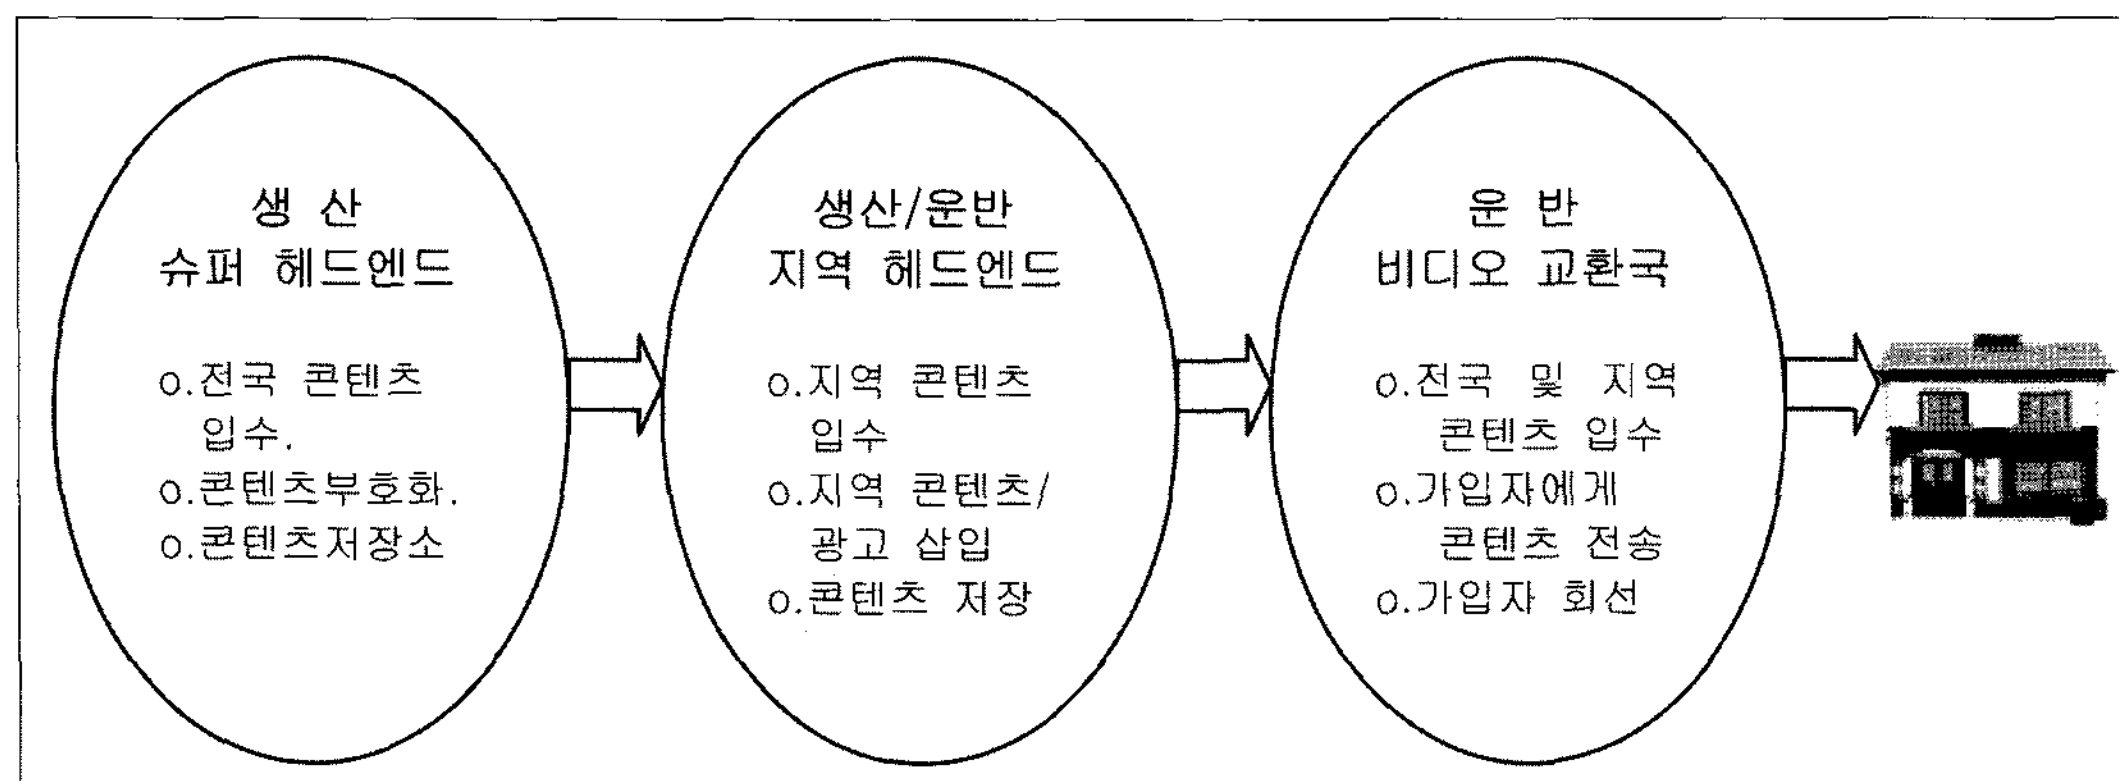 생 산
슈퍼 헤드엔드
o.전국 콘텐츠
입수.
o.콘텐츠부호화.
o.콘텐츠저장소
생산/운반
지역 헤드엔드
o.지역 콘텐츠
입수
o.지역 콘텐츠/
광고 삽입
o.콘텐츠 저장
운 반
비디오 교환국
o.전국 및 지역
콘텐츠 입수
o.가입자에게
콘텐츠 전송
o.가입자 회선